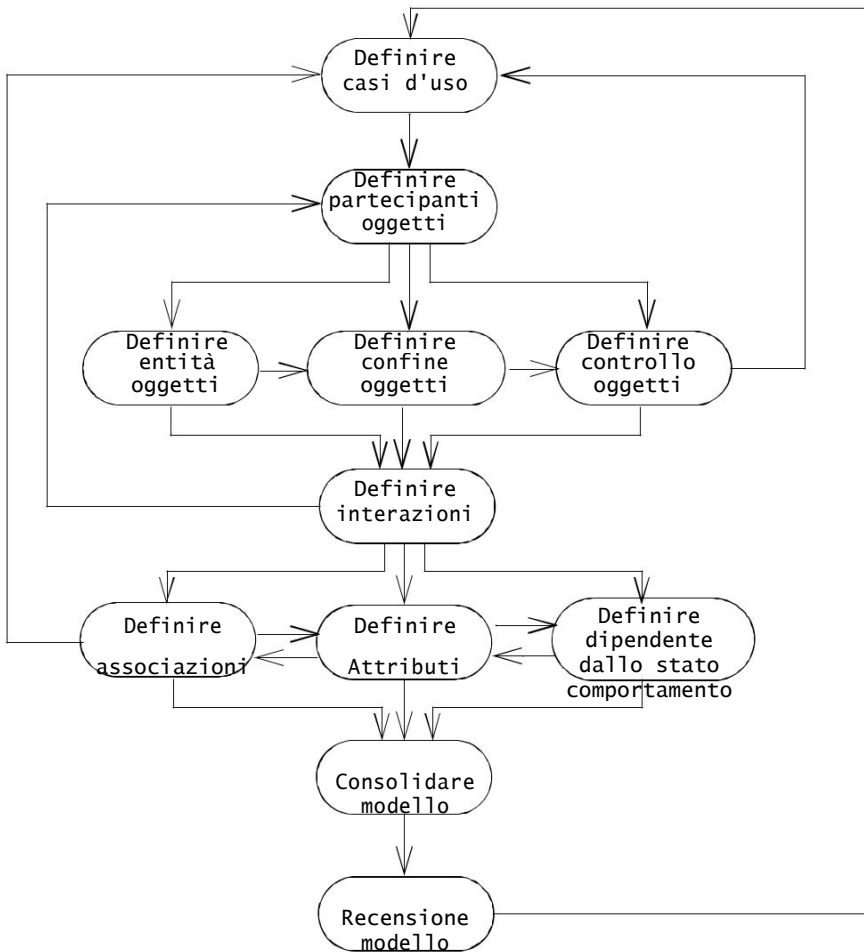 Definire
casi d'uso
Definire
partecipanti
oggetti
Definire
entità
oggetti
Definire
confine
oggetti
Definire
controllo
oggetti
Definire
interazioni
Definire
associazioni
Definire
Attributi
Definire
dipendente
dallo stato
comportamento
Consolidare
modello
Recensione
modello